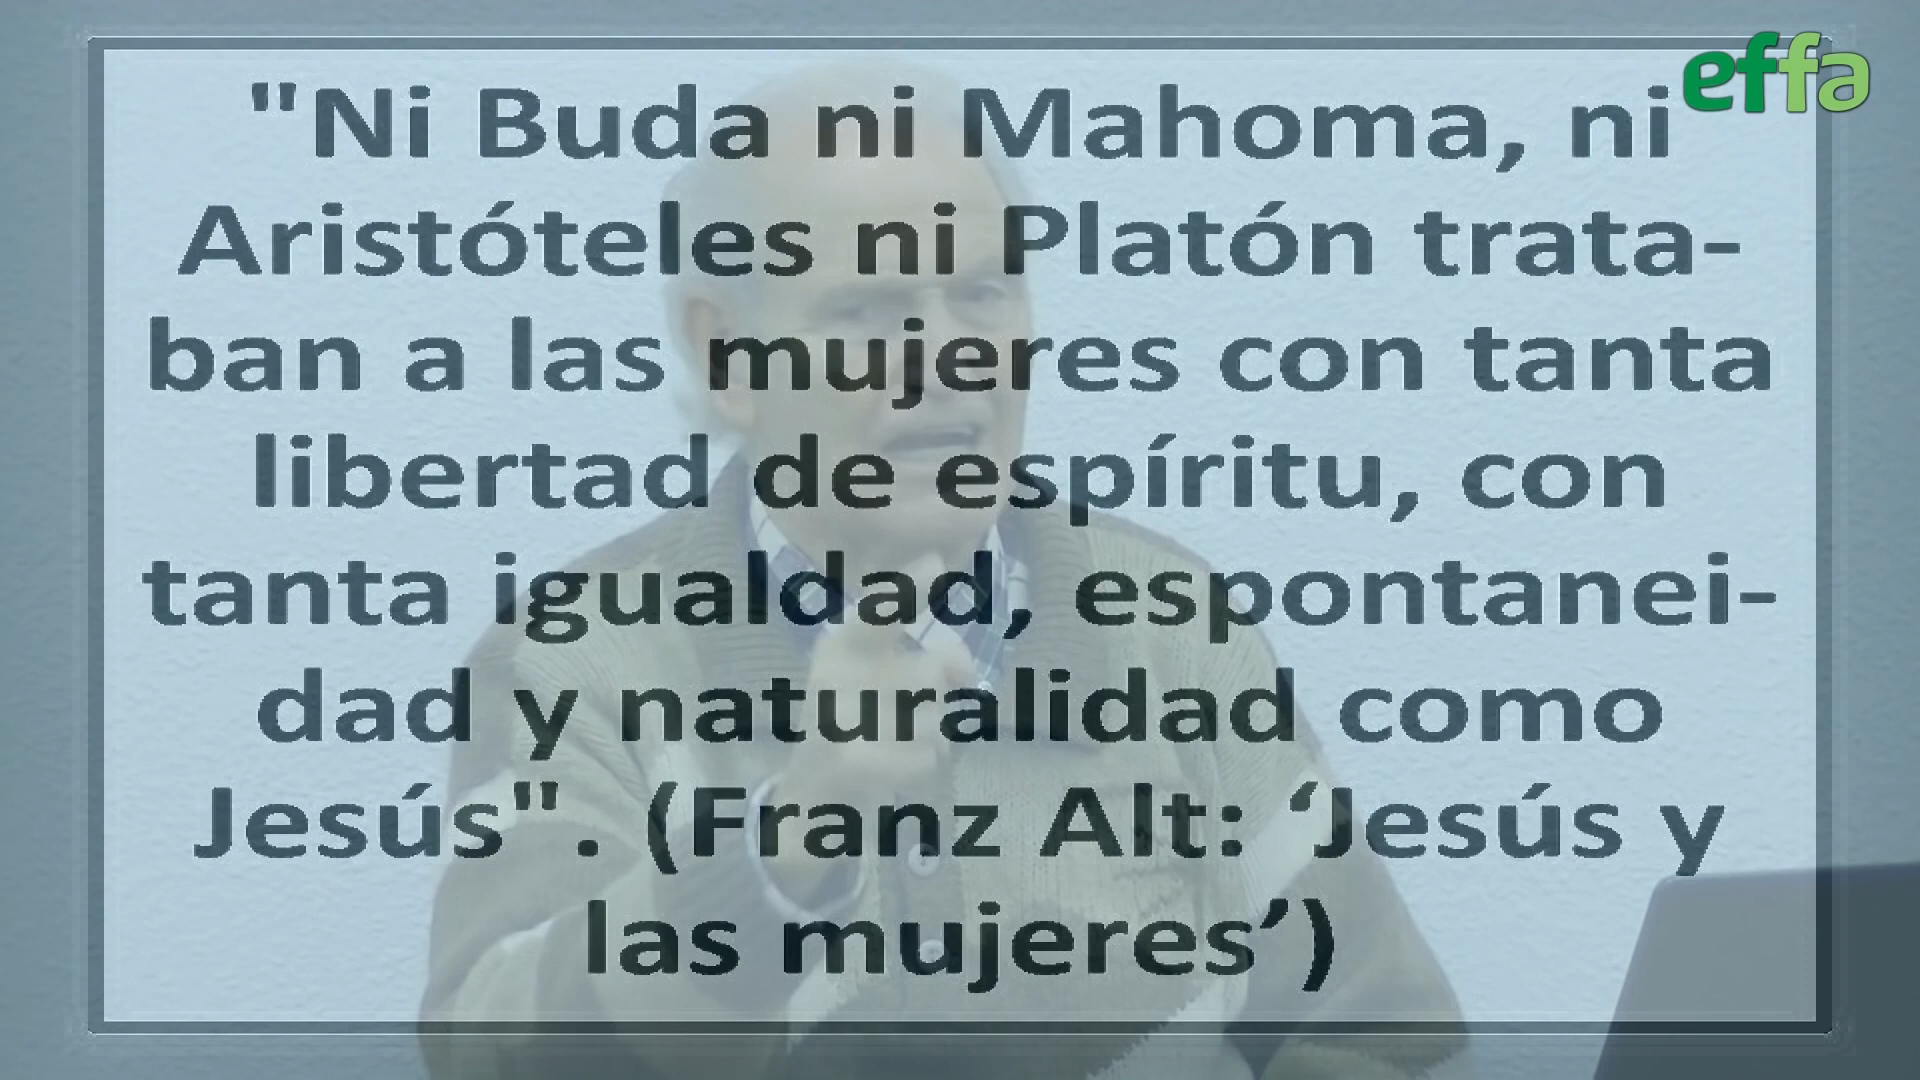 effa
"Ni Buda ni Mahoma, ni
Aristóteles ni Platón trata-
ban a las mujeres con tanta
libertad de espíritu, con
tanta igualdad, espontanei-
dad y naturalidad como
Jesús". (Franz Alt: ‘Jesús y
las mujeres’)